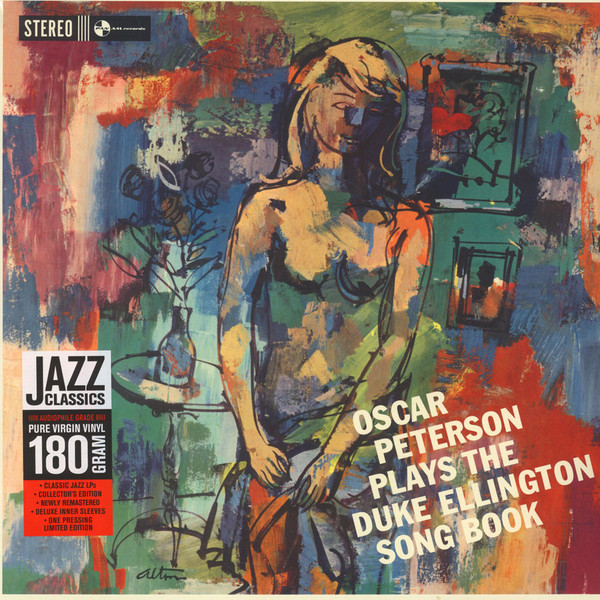 STEREO
records
JAZZ
CLASSICS
PURE VIRGIN VINYL
180
GRAM
• CLASSIC JAZZ LPs
• COLLECTOR'S EDITION
• NEWLY REMASTERED
• DELUXE INNER SLEEVES
• ONE PRESSING
LIMITED EDITION
OSCAR
PETERSON
PLAYS THE
DUKE ELLINGTON
SONG BOOK